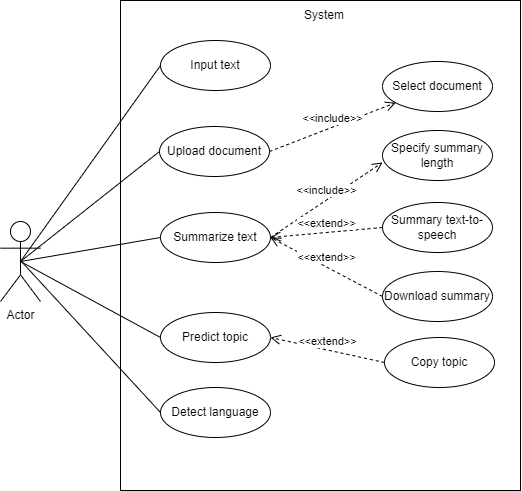 System
Input text
Select document
<<include>>
Upload document
Specify summary
length
<<include>>
Summarize text
<<extend>>
Summary text-to-
speech
<<extend>>
Download summary
Actor
Predict topic
<<extend>>
Copy topic
Detect language